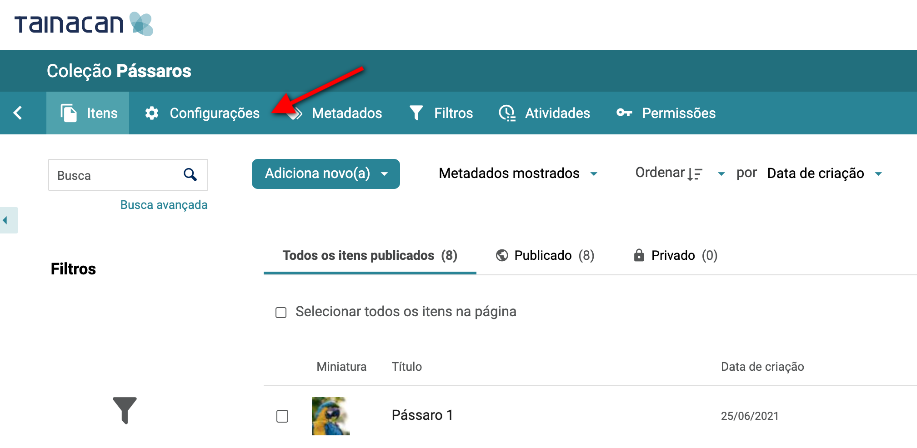 TAINACAN
Coleção Pássaros
Itens Configurações Metadados Filtros Atividades Permissões
Busca Adiciona novo(a) Metadados mostrados Ordenar por Data de criação
Busca avançada
Filtros
Todos os itens publicados (8) Publicado (8) Privado (0)
Selecionar todos os itens na página
Miniatura Título Data de criação
Pássaro 1 25/06/2021